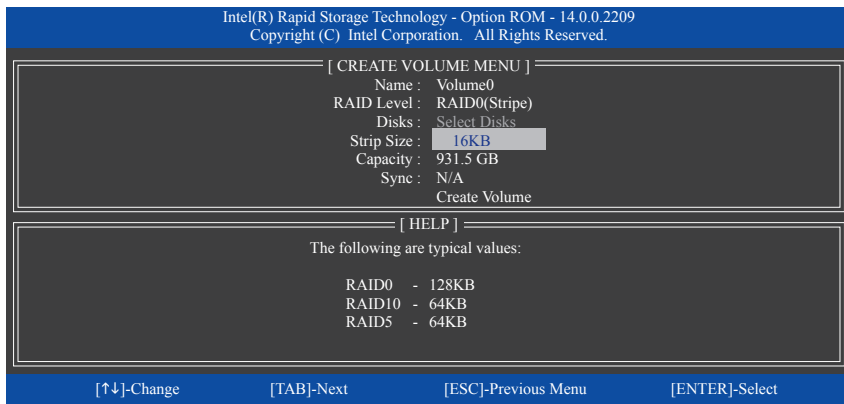 Intel(R) Rapid Storage Technology - Option ROM - 14.0.0.2209
Copyright (C) Intel Corporation. All Rights Reserved.
[ CREATE VOLUME MENU ]
Name : Volume0
RAID Level : RAID0(Stripe)
Disks : Select Disks
Strip Size : 16KB
Capacity : 931.5 GB
Sync : N/A
Create Volume
[ HELP ]
The following are typical values:
RAID0 - 128KB
RAID10 - 64KB
RAID5 - 64KB
[↑↓]-Change [TAB]-Next [ESC]-Previous Menu [ENTER]-Select